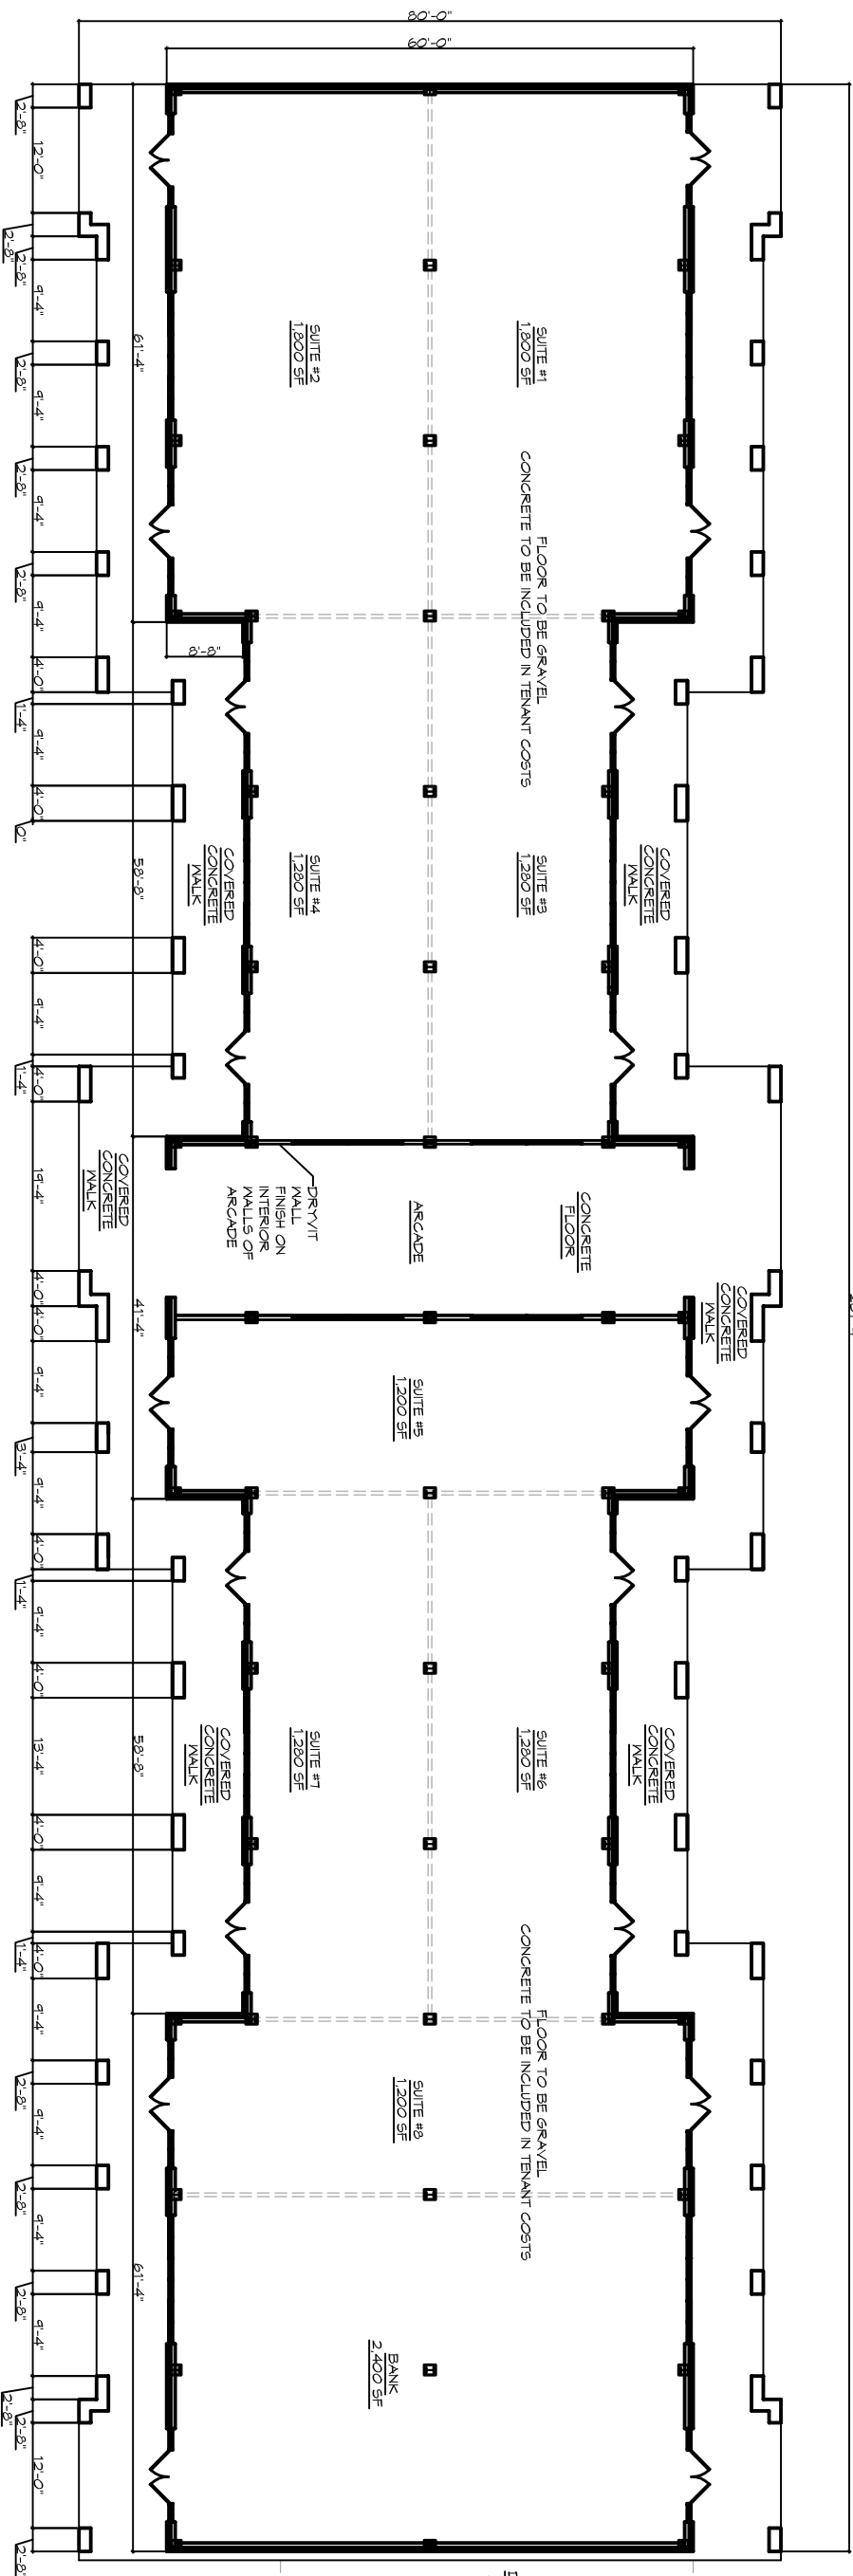 80'-0"
60'-0"
2'-8"
12'-0"
2'-8"
2'-8"
9'-4"
2'-8"
9'-4"
2'-8"
9'-4"
2'-8"
9'-4"
4'-0"
1'-4"
9'-4"
4'-0"
0"
4'-0"
9'-4"
1'-4"
4'-0"
19'-4"
4'-0"
4'-0"
9'-4"
3'-4"
9'-4"
4'-0"
1'-4"
9'-4"
4'-0"
13'-4"
4'-0"
9'-4"
1'-4"
4'-0"
9'-4"
2'-8"
9'-4"
2'-8"
9'-4"
2'-8"
9'-4"
2'-8"
2'-8"
12'-0"
2'-8"
61'-4"
58'-8"
41'-4"
58'-8"
61'-4"
8'-8"
SUITE #1
1,800 SF
SUITE #2
1,800 SF
FLOOR TO BE GRAVEL
CONCRETE TO BE INCLUDED IN TENANT COSTS
SUITE #3
1,280 SF
SUITE #4
1,280 SF
COVERED
CONCRETE
WALK
COVERED
CONCRETE
WALK
CONCRETE
FLOOR
ARCADE
DRYVIT
WALL
FINISH ON
INTERIOR
WALLS OF
ARCADE
COVERED
CONCRETE
WALK
COVERED
CONCRETE
WALK
SUITE #5
1,200 SF
SUITE #6
1,280 SF
SUITE #7
1,280 SF
COVERED
CONCRETE
WALK
COVERED
CONCRETE
WALK
FLOOR TO BE GRAVEL
CONCRETE TO BE INCLUDED IN TENANT COSTS
SUITE #8
1,200 SF
BANK
2,400 SF